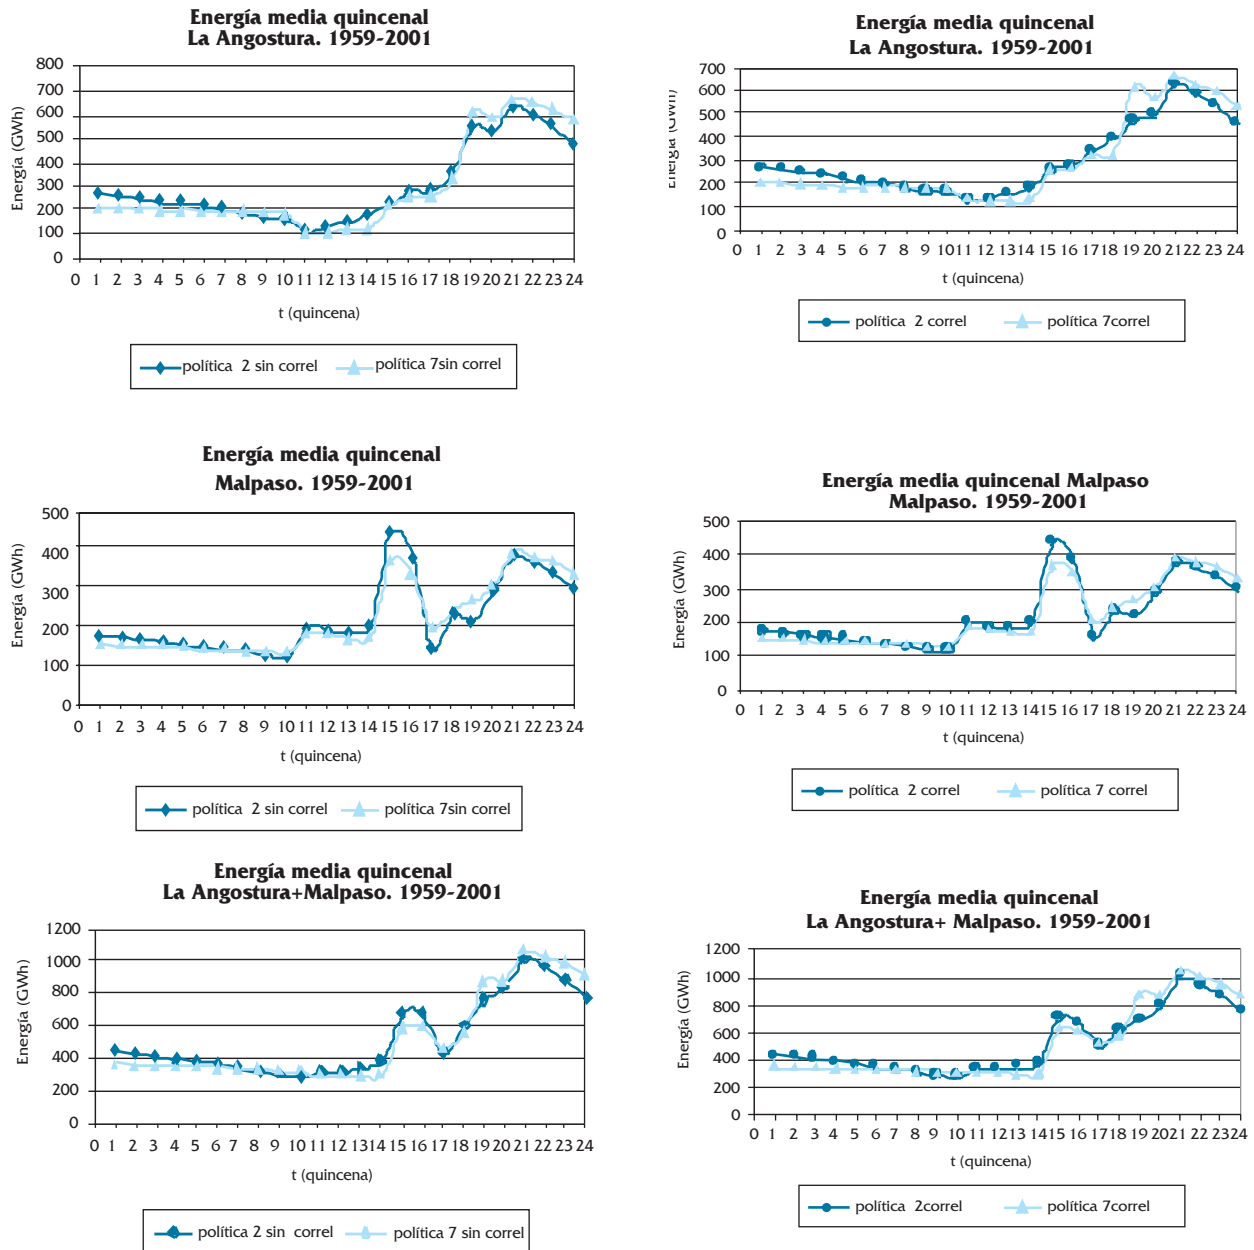 Energía media quincenal
La Angostura. 1959-2001
Energía (GWh)
800
700
600
500
400
300
200
100
0
0 1 2 3 4 5 6 7 8 9 10 11 12 13 14 15 16 17 18 19 20 21 22 23 24
t (quincena)
política 2 sin correl política 7sin correl
Energía media quincenal
La Angostura. 1959-2001
Energía (GWh)
700
600
500
400
300
200
100
0
0 1 2 3 4 5 6 7 8 9 10 11 12 13 14 15 16 17 18 19 20 21 22 23 24
t (quincena)
política 2 correl política 7correl
Energía media quincenal
Malpaso. 1959-2001
Energía (GWh)
500
400
300
200
100
0
0 1 2 3 4 5 6 7 8 9 10 11 12 13 14 15 16 17 18 19 20 21 22 23 24
t (quincena)
política 2 sin correl política 7sin correl
Energía media quincenal Malpaso
Malpaso. 1959-2001
Energía (GWh)
500
400
300
200
100
0
0 1 2 3 4 5 6 7 8 9 10 11 12 13 14 15 16 17 18 19 20 21 22 23 24
t (quincena)
política 2 correl política 7 correl
Energía media quincenal
La Angostura+Malpaso. 1959-2001
Energía (GWh)
1200
1000
800
600
400
200
0
0 1 2 3 4 5 6 7 8 9 10 11 12 13 14 15 16 17 18 19 20 21 22 23 24
t (quincena)
política 2 sin correl política 7 sin correl
Energía media quincenal
La Angostura+ Malpaso. 1959-2001
Energía (GWh)
1200
1000
800
600
400
200
0
0 1 2 3 4 5 6 7 8 9 10 11 12 13 14 15 16 17 18 19 20 21 22 23 24
t (quincena)
política 2correl política 7correl